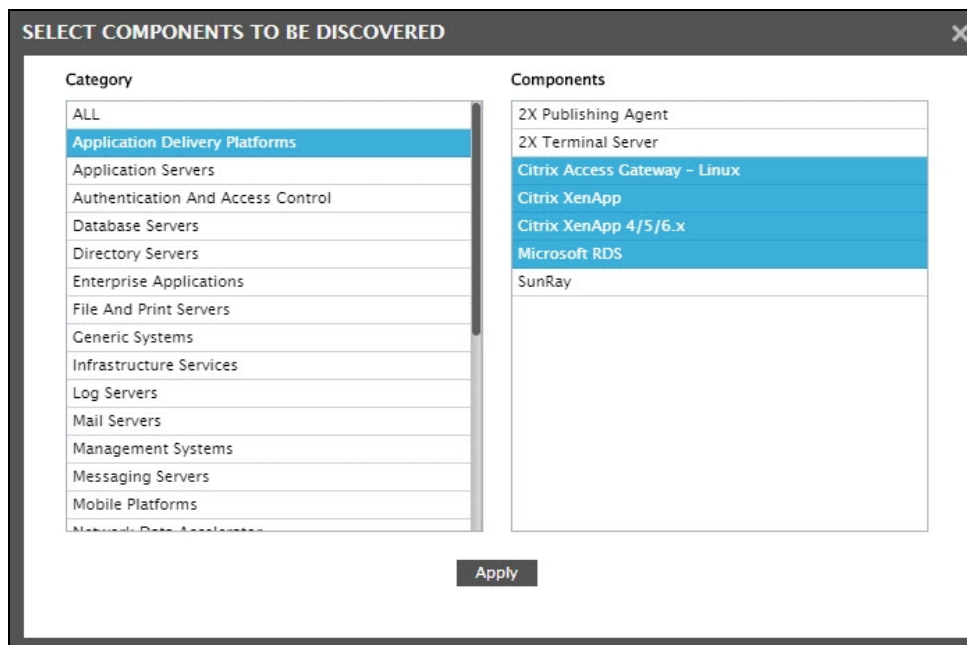 SELECT COMPONENTS TO BE DISCOVERED
Category
ALL
Application Delivery Platforms
Application Servers
Authentication And Access Control
Database Servers
Directory Servers
Enterprise Applications
File And Print Servers
Generic Systems
Infrastructure Services
Log Servers
Mail Servers
Management Systems
Messaging Servers
Mobile Platforms
Network Data Accelerator
Components
2X Publishing Agent
2X Terminal Server
Citrix Access Gateway – Linux
Citrix XenApp
Citrix XenApp 4/5/6.x
Microsoft RDS
SunRay
Apply